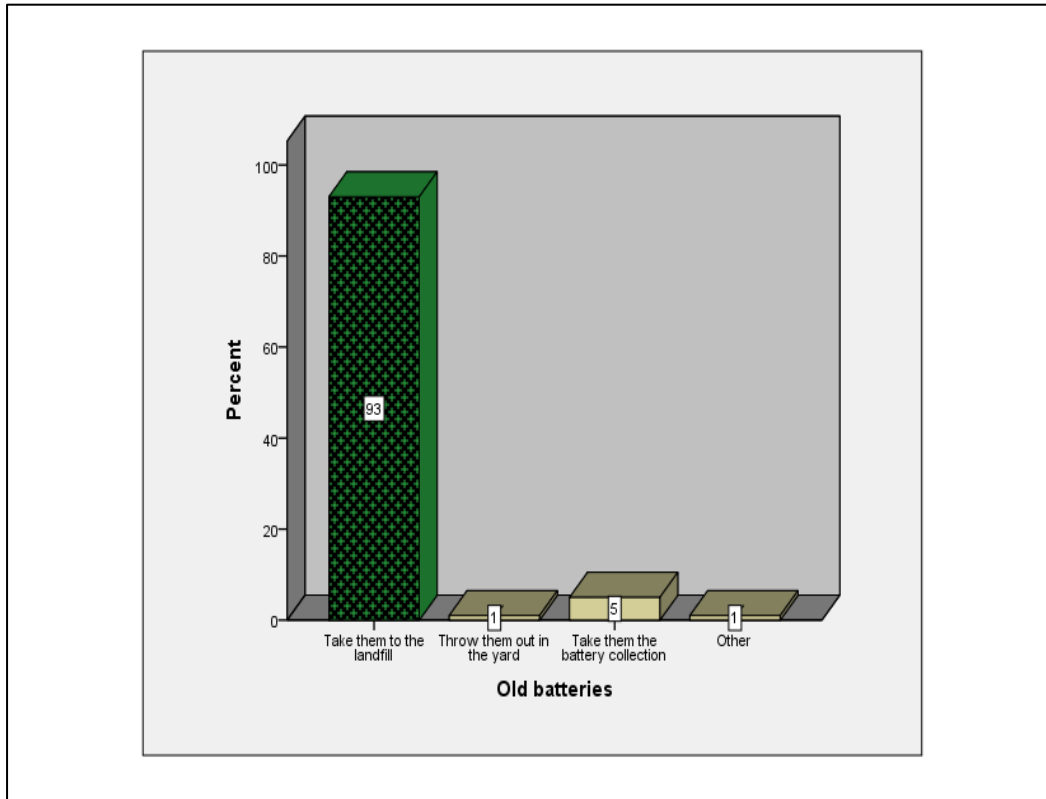 100
80
60
40
20
0
Percent
93
1
5
1
Take them to the
landfill
Throw them out in
the yard
Take them the
battery collection
Other
Old batteries